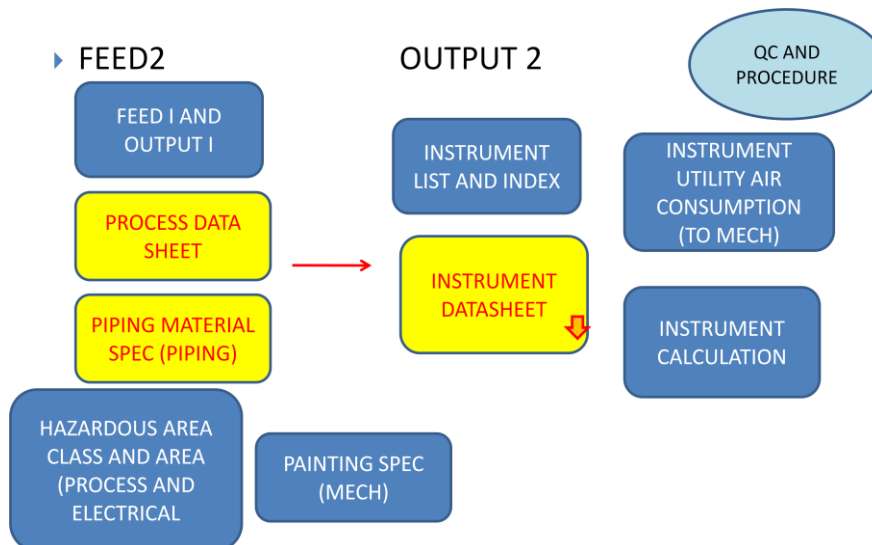 FEED2
OUTPUT 2
QC AND
PROCEDURE
FEED I AND
OUTPUT I
INSTRUMENT
LIST AND INDEX
INSTRUMENT
UTILITY AIR
CONSUMPTION
(TO MECH)
PROCESS DATA
SHEET
INSTRUMENT
DATASHEET
PIPING MATERIAL
SPEC (PIPING)
INSTRUMENT
CALCULATION
HAZARDOUS AREA
CLASS AND AREA
(PROCESS AND
ELECTRICAL
PAINTING SPEC
(MECH)